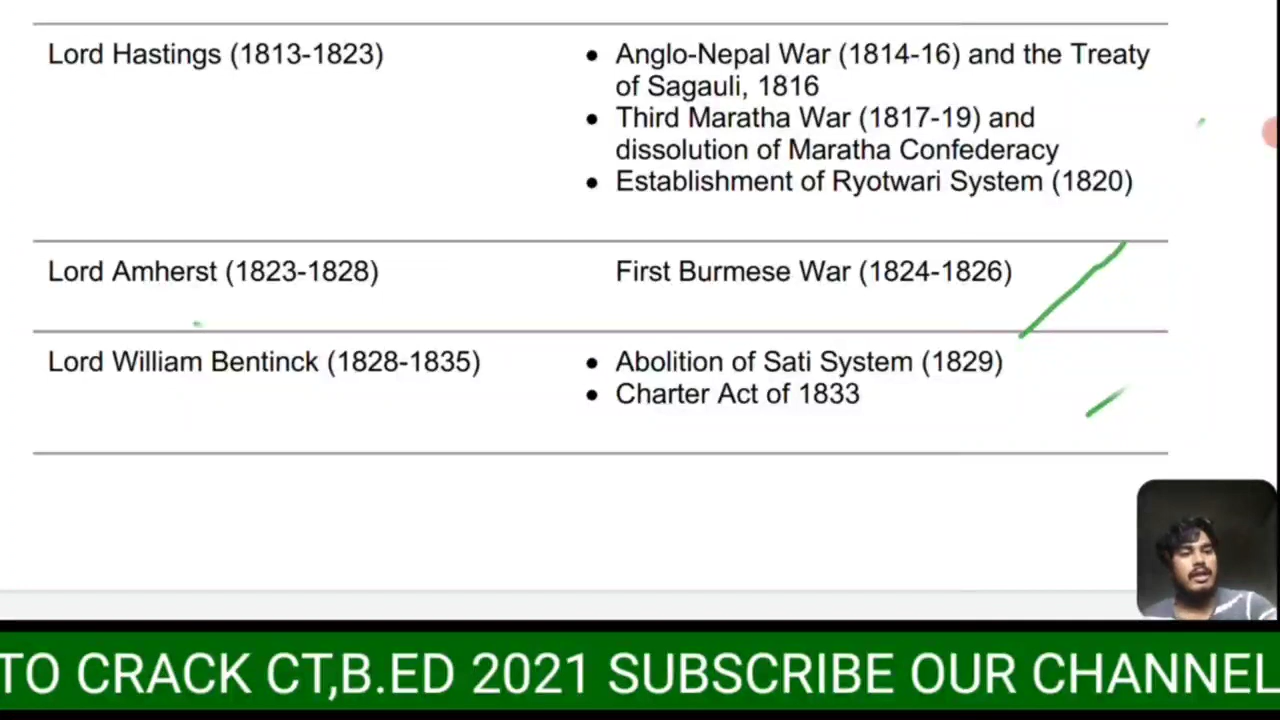 Lord Hastings (1813-1823)
• Anglo-Nepal War (1814-16) and the Treaty
of Sagauli, 1816
• Third Maratha War (1817-19) and
dissolution of Maratha Confederacy
• Establishment of Ryotwari System (1820)
Lord Amherst (1823-1828)
First Burmese War (1824-1826)
Lord William Bentinck (1828-1835)
• Abolition of Sati System (1829)
• Charter Act of 1833
TO CRACK CT,B.ED 2021 SUBSCRIBE OUR CHANNEL